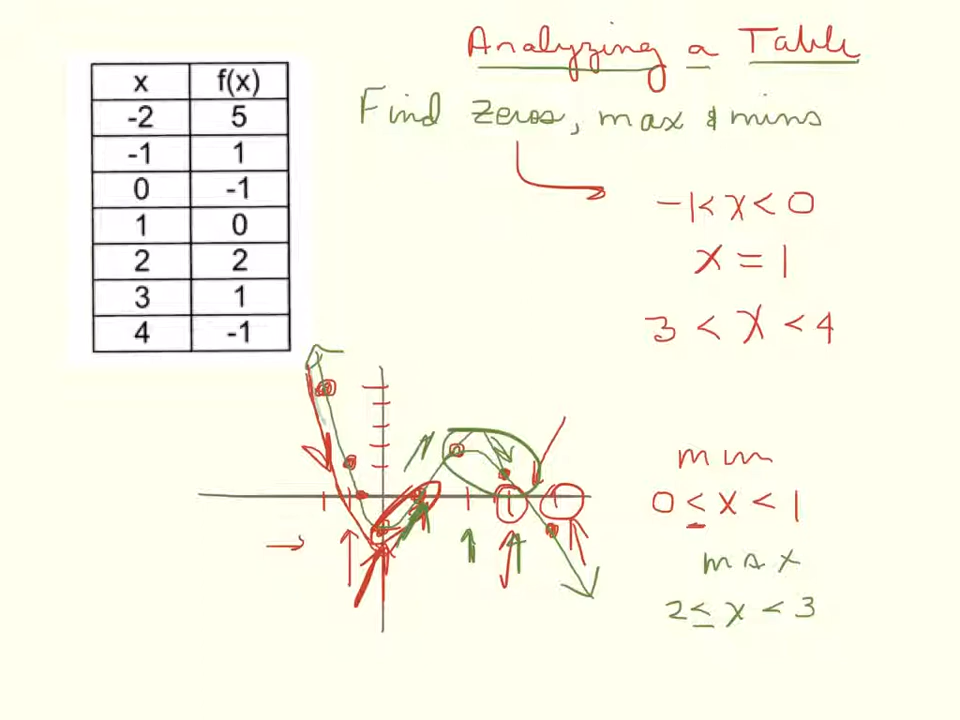 Analyzing a Table
Find zeros, max & mins
x f(x)
-2 5
-1 1
0 -1
1 0
2 2
3 1
4 -1
-1< x < 0
x = 1
3 < x < 4
min
0 ≤ x < 1
max
2 ≤ x < 3